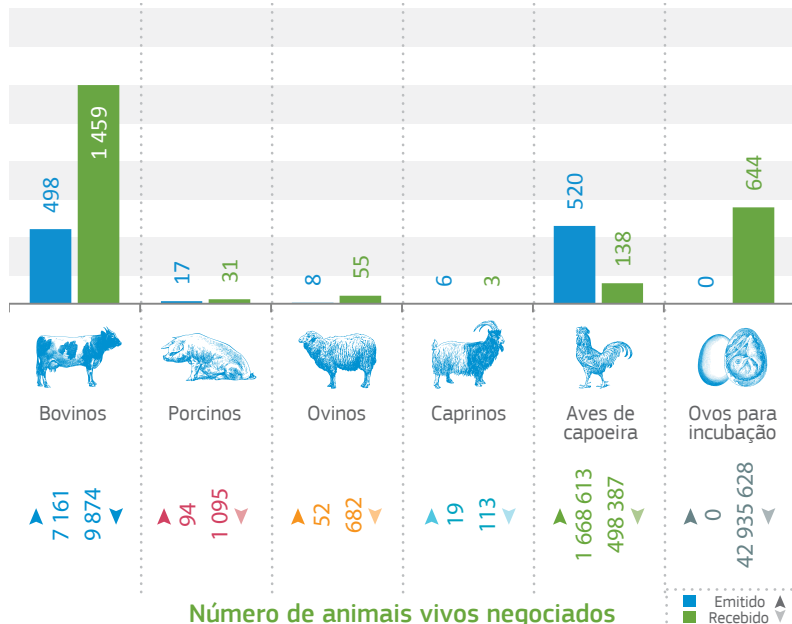 498
1 459
17
31
8
55
6
3
520
138
0
644
Bovinos
Porcinos
Ovinos
Caprinos
Aves de
capoeira
Ovos para
incubação
7 161
9 874
94
1 095
52
682
19
113
1 668 613
498 387
0
42 935 628
Número de animais vivos negociados
Emitido
Recebido